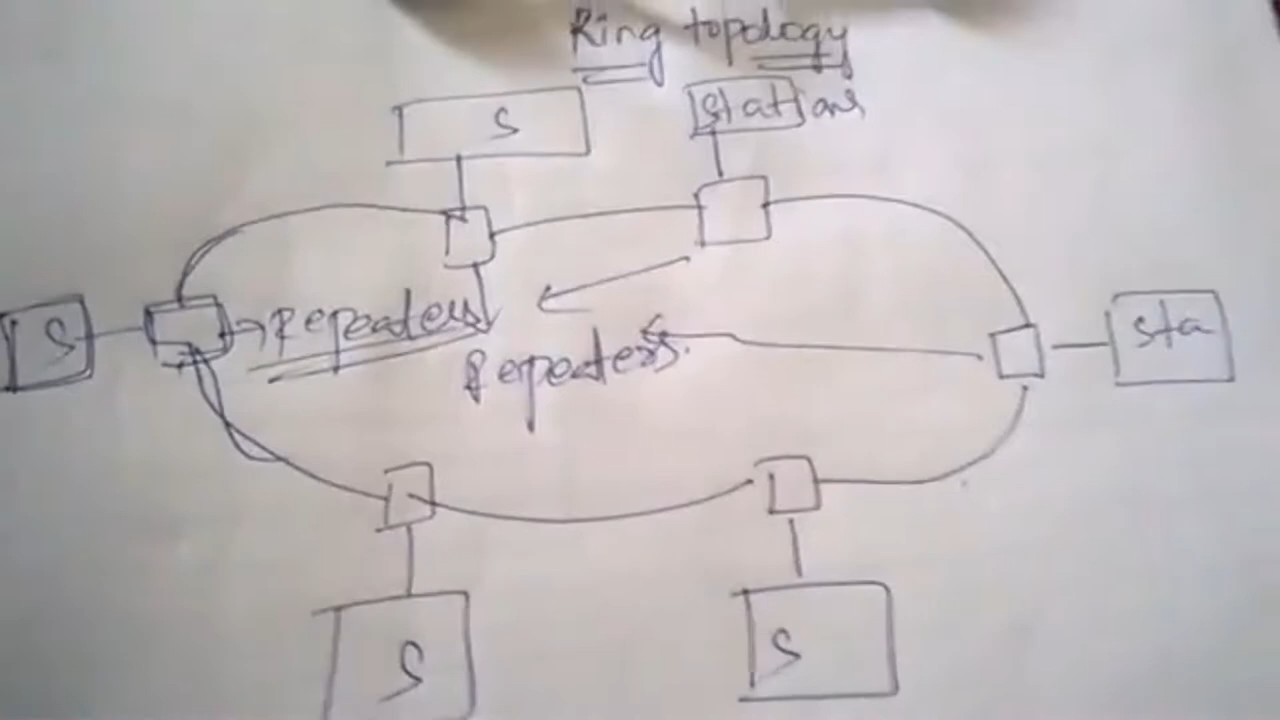 Ring topology
S
Stations
S
Repeaters
Repeaters.
Sta
S
S